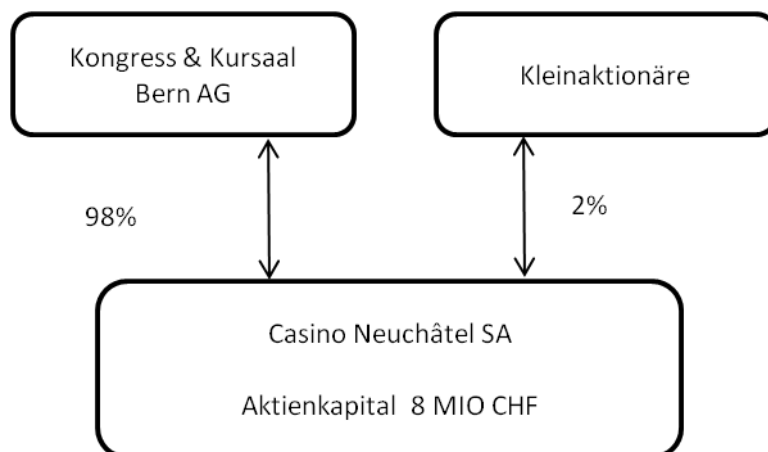 Kongress & Kursaal
Bern AG
Kleinaktionäre
98%
2%
Casino Neuchâtel SA
Aktienkapital 8 MIO CHF